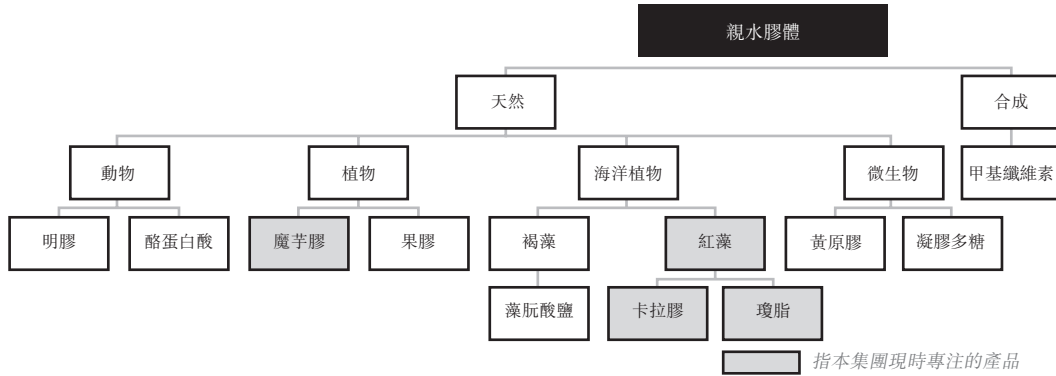 親水膠體
天然
合成
動物
植物
海洋植物
微生物
甲基纖維素
明膠
酪蛋白酸
魔芋膠
果膠
褐藻
紅藻
黃原膠
凝膠多糖
藻朊酸鹽
卡拉膠
瓊脂
指本集團現時專注的產品